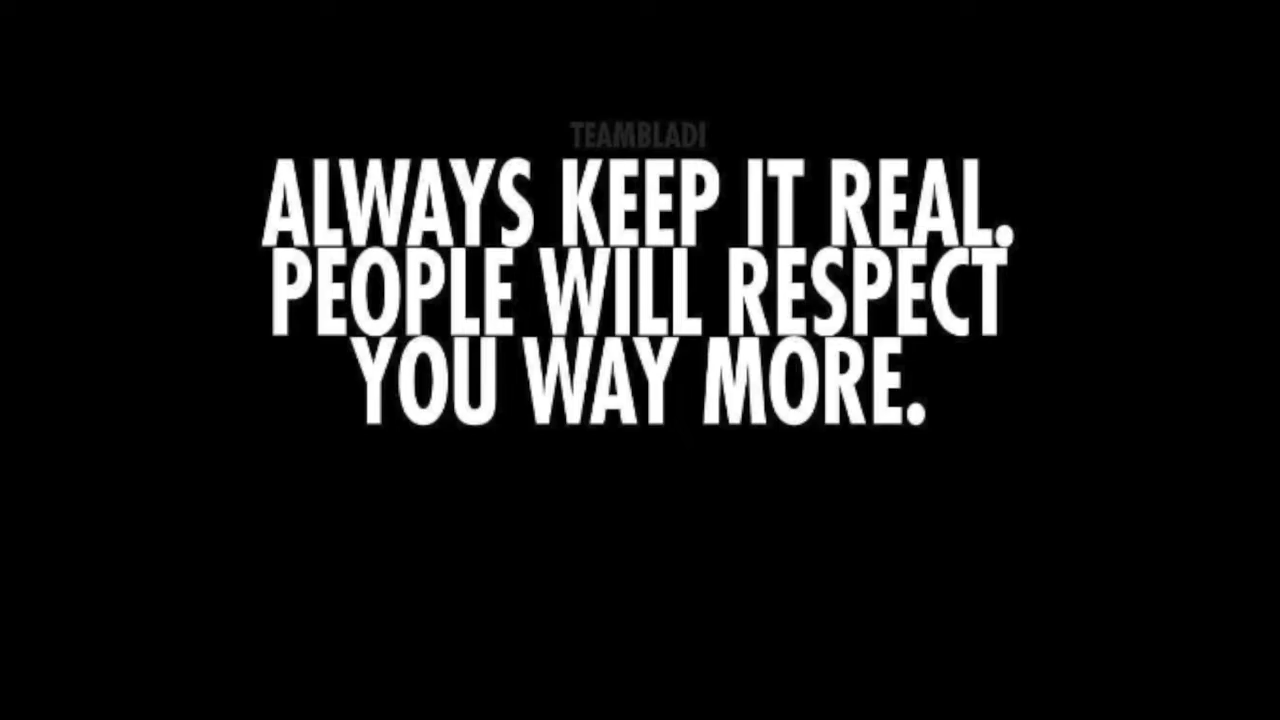 TEAMBLADI
ALWAYS KEEP IT REAL.
PEOPLE WILL RESPECT
YOU WAY MORE.